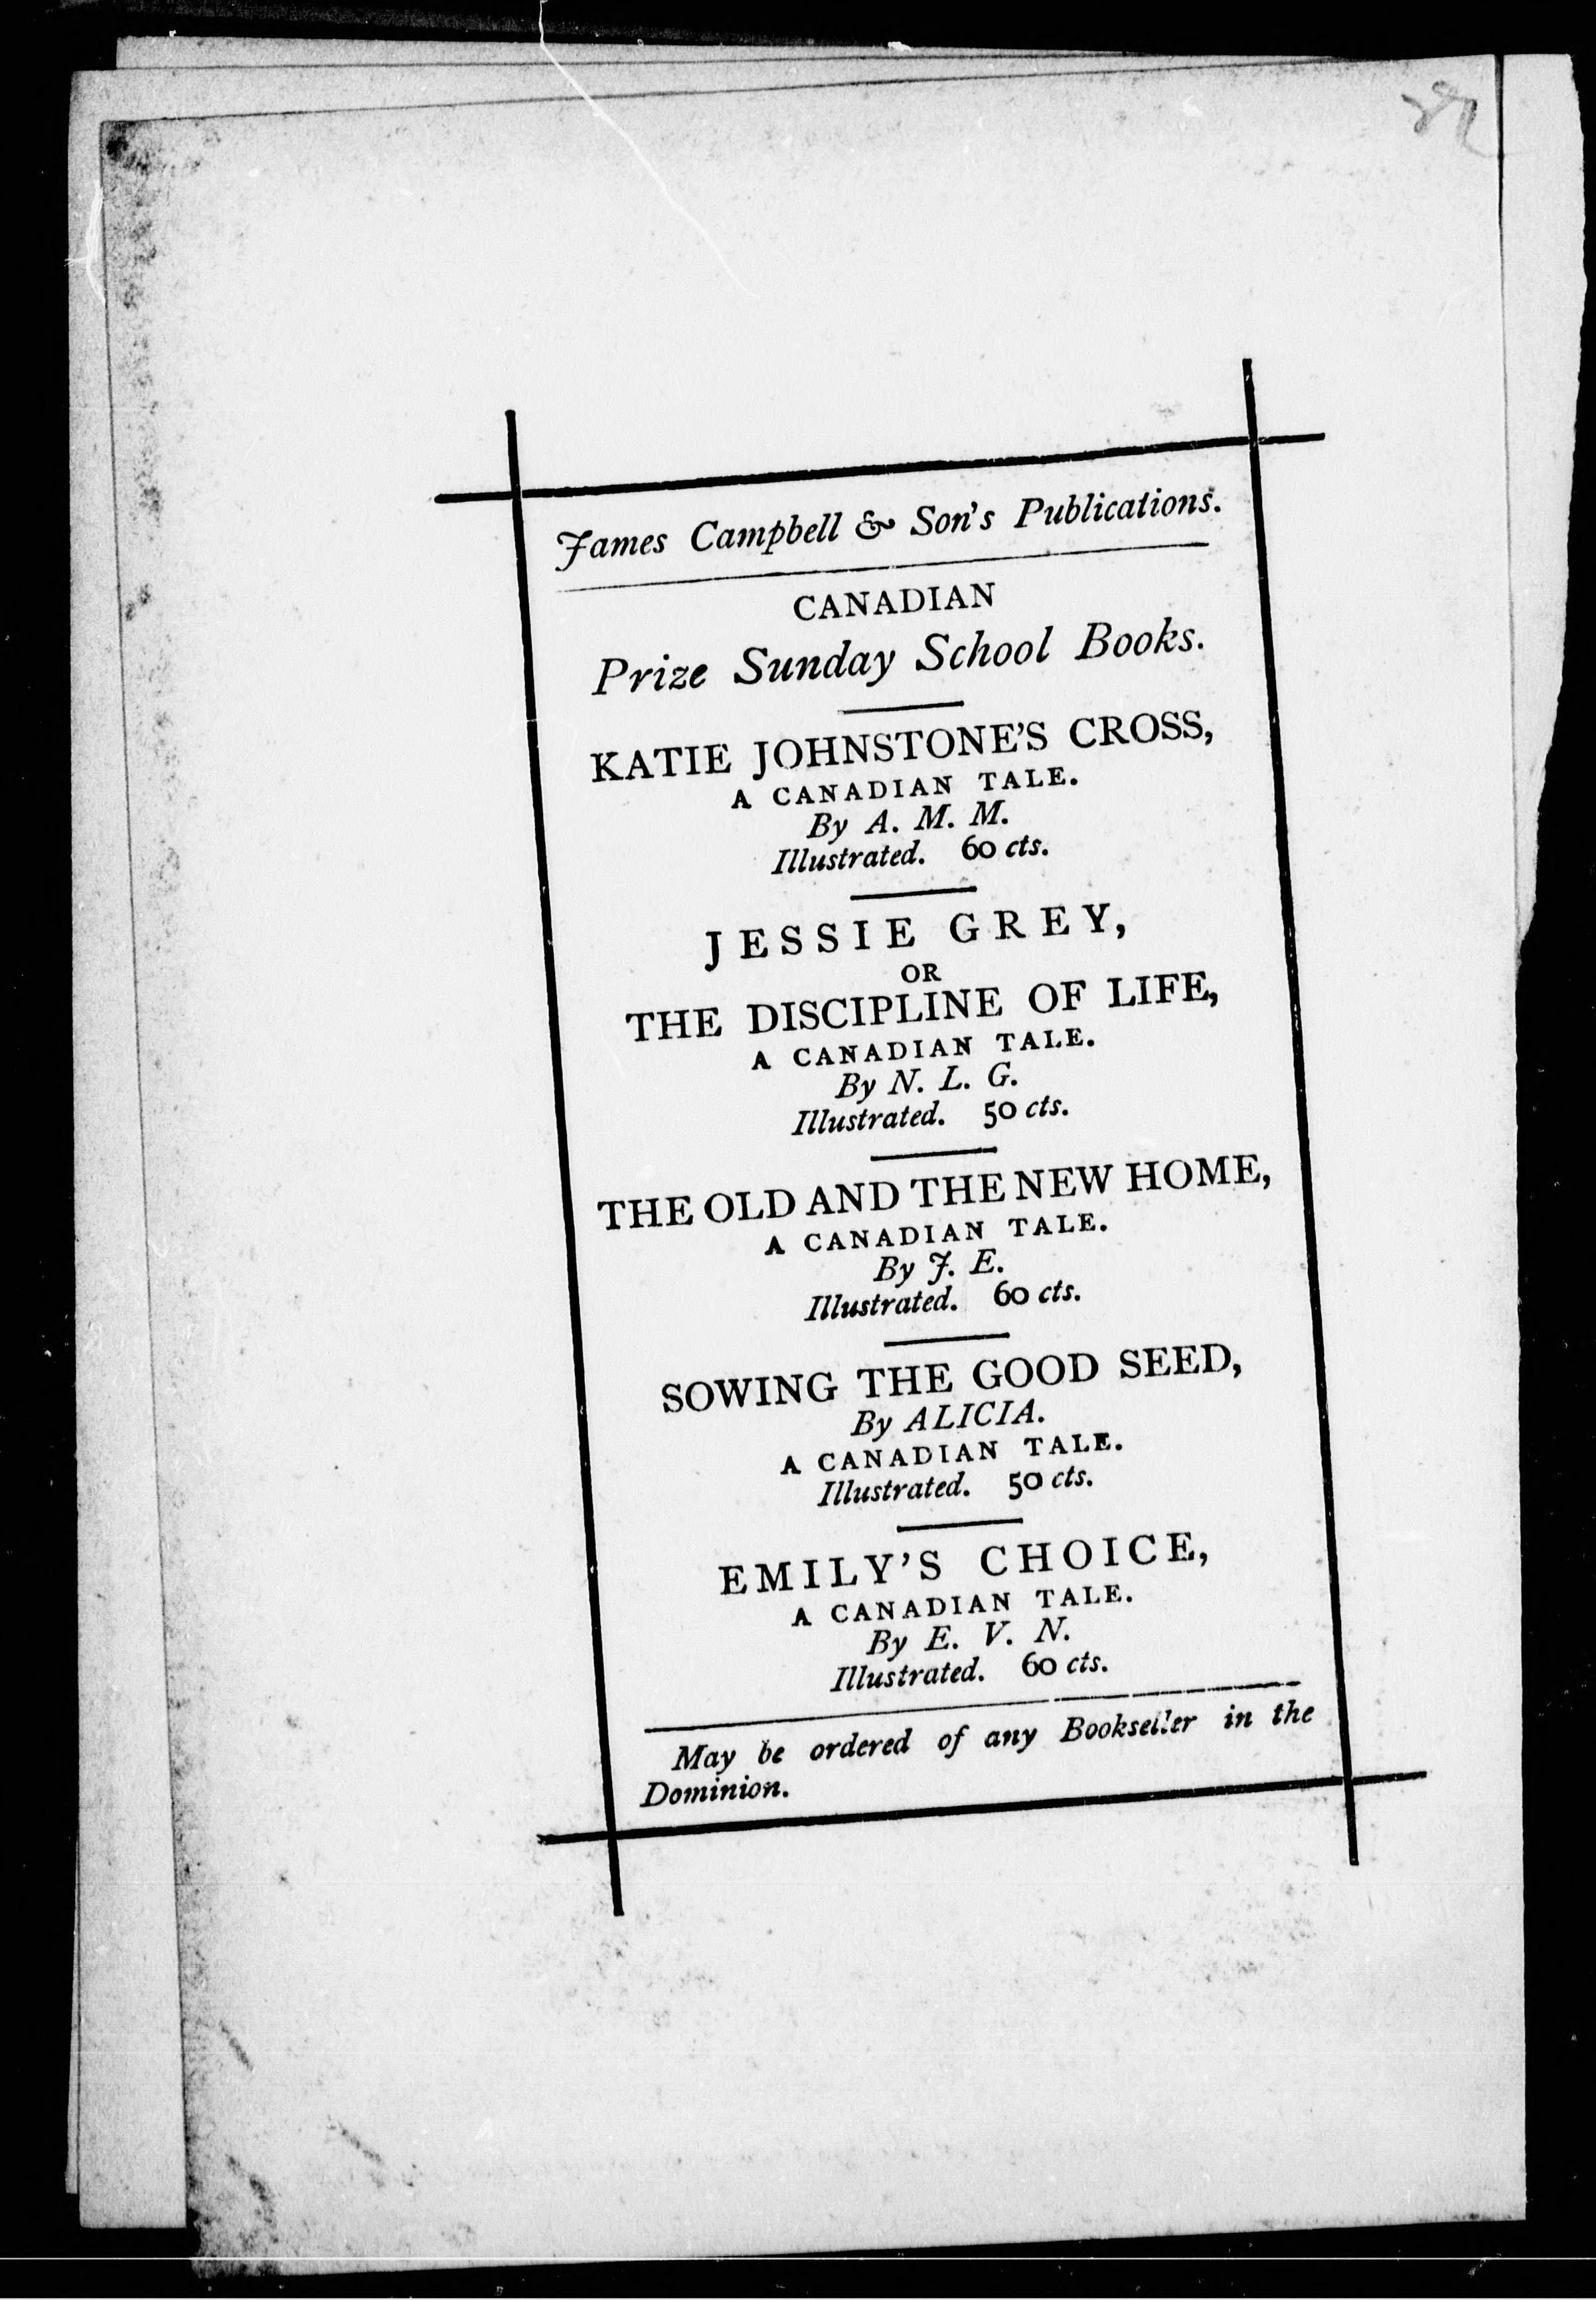 James Campbell & Son's Publications.
CANADIAN
Prize Sunday School Books.
KATIE JOHNSTONE'S CROSS,
A CANADIAN TALE.
By A. M. M.
Illustrated. 60 cts.
JESSIE GREY,
OR
THE DISCIPLINE OF LIFE,
A CANADIAN TALE.
By N. L. G.
Illustrated. 50 cts.
THE OLD AND THE NEW HOME,
A CANADIAN TALE.
By J. E.
Illustrated. 60 cts.
SOWING THE GOOD SEED,
By ALICIA.
A CANADIAN TALE.
Illustrated. 50 cts.
EMILY'S CHOICE,
A CANADIAN TALE.
By E. V. N.
Illustrated. 60 cts.
May be ordered of any Bookseller in the
Dominion.